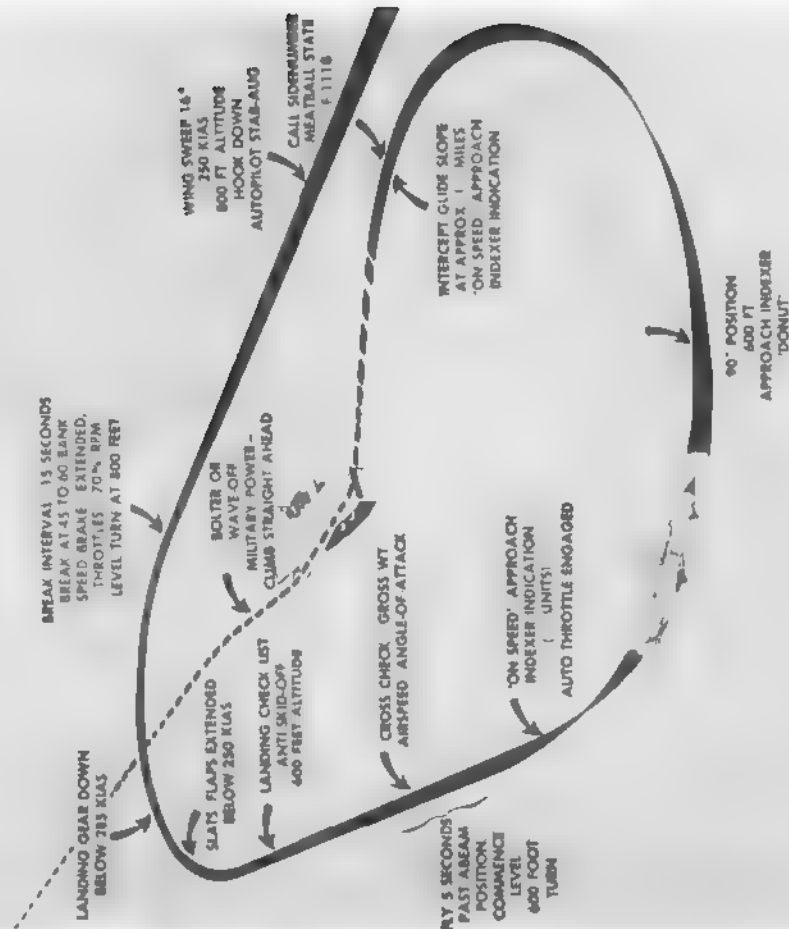 WING SWEEP 16°
250 KIAS
800 FT ALTITUDE
HOOK DOWN
AUTOPILOT STAB-AUG
CALL SIDENUMBER
MEATBALL STATE
F 111B
BREAK INTERVAL 15 SECONDS
BREAK AT 45 TO 60 BANK
SPEED BRAKE EXTENDED,
THROTTLES 70% RPM
LEVEL TURN AT 800 FEET
LANDING GEAR DOWN
BELOW 285 KIAS
SLATS FLAPS EXTENDED
BELOW 250 KIAS
LANDING CHECK LIST
ANTI SKID-OFF
600 FEET ALTITUDE
BOLTER OR
WAVE-OFF
MILITARY POWER-
CLIMB STRAIGHT AHEAD
CROSS CHECK GROSS WT
AIRSPEED ANGLE-OF-ATTACK
FLY 5 SECONDS
PAST ABEAM
POSITION.
COMMENCE
LEVEL
600 FOOT
TURN
'ON SPEED' APPROACH
INDEXER INDICATION
( UNITS)
AUTO THROTTLE ENGAGED
90° POSITION
600 FT
APPROACH INDEXER
'DONUT'
INTERCEPT GLIDE SLOPE
AT APPROX 1 MILES
'ON SPEED APPROACH
INDEXER INDICATION